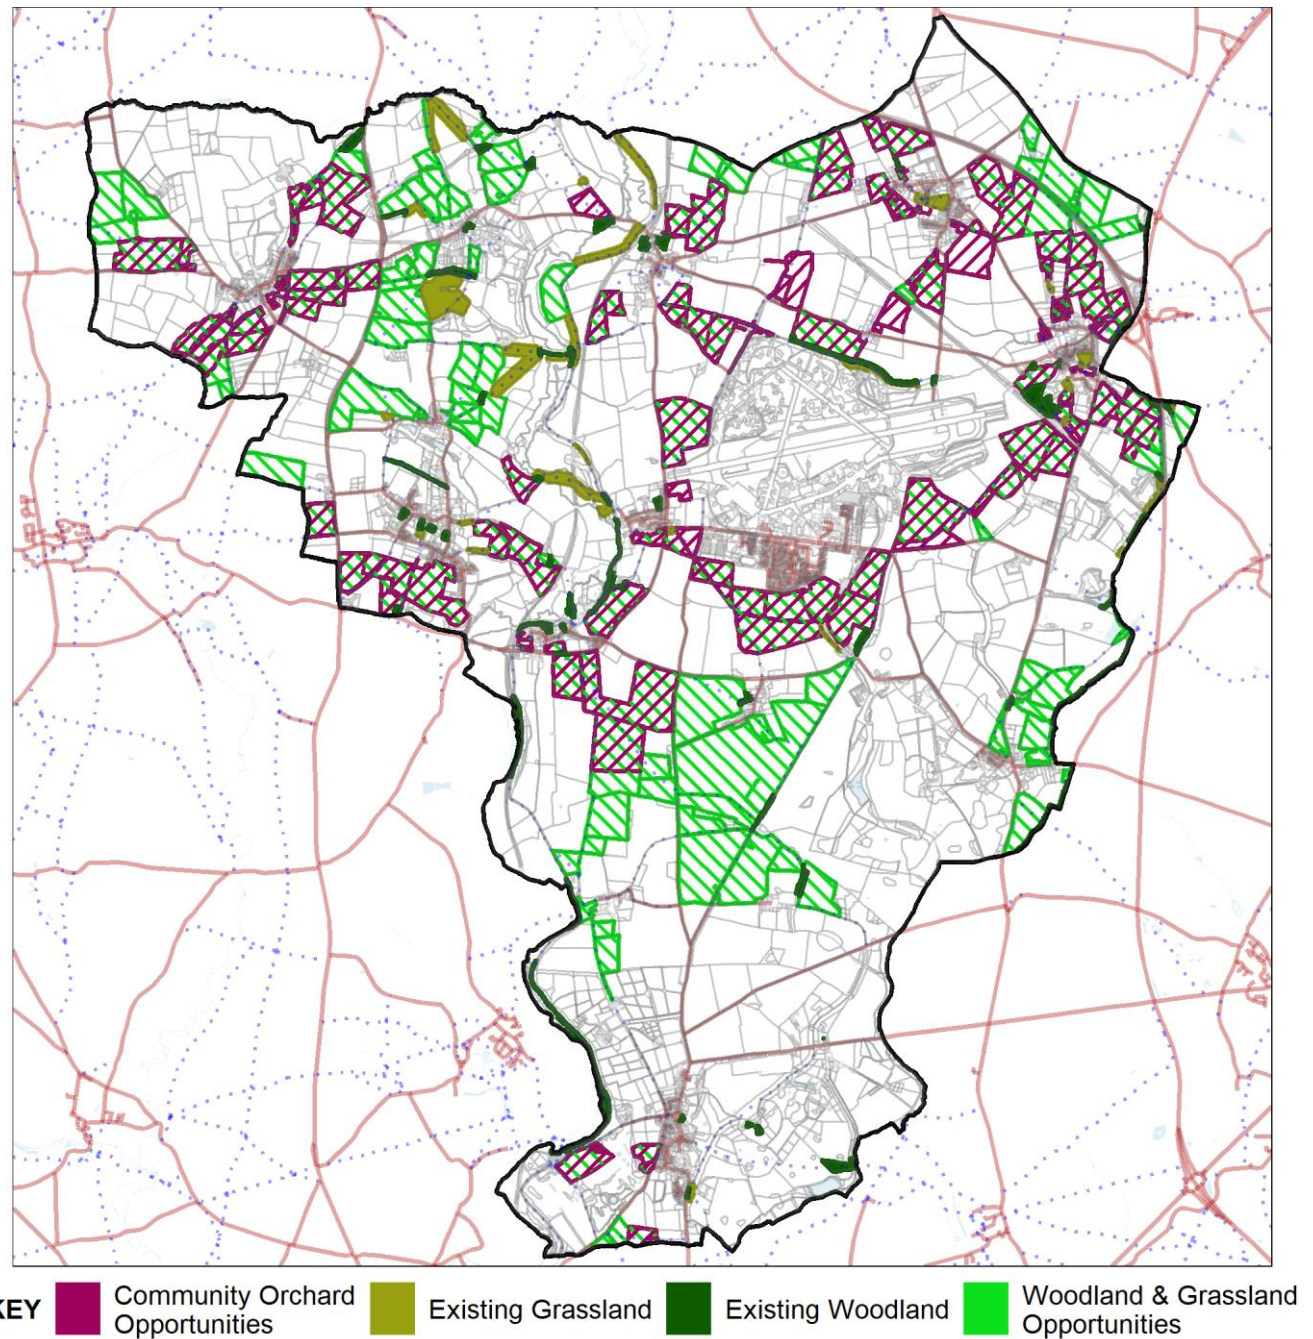 KEY
Community Orchard
Opportunities
Existing Grassland
Existing Woodland
Woodland & Grassland
Opportunities